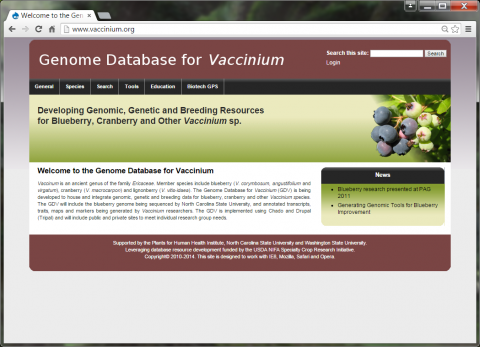 Welcome to the Gen
www.vaccinium.org
Genome Database for Vaccinium
Search this site:
Search
Login
General Species Search Tools Education Biotech GPS
Developing Genomic, Genetic and Breeding Resources
for Blueberry, Cranberry and Other Vaccinium sp.
Welcome to the Genome Database for Vaccinium
Vaccinium is an ancient genus of the family Ericaceae. Member species include blueberry (V. corymbosum, angustifolium and
virgatum), cranberry (V. macrocarpon) and lignonberry (V. vitis-idaea). The Genome Database for Vaccinium (GDV) is being
developed to house and integrate genomic, genetic and breeding data for blueberry, cranberry and other Vaccinium species.
The GDV will include the blueberry genome being sequenced by North Carolina State University, and annotated transcripts,
traits, maps and markers being generated by Vaccinium researchers. The GDV is implemented using Chado and Drupal
(Tripal) and will include public and private sites to meet individual research group needs.
News
Blueberry research presented at PAG
2011
Generating Genomic Tools for Blueberry
Improvement
Supported by the Plants for Human Health Institute, North Carolina State University and Washington State University.
Leveraging database resource development funded by the USDA NIFA Specialty Crop Research Initiative.
Copyright© 2010-2014. This site is designed to work with IE8, Mozilla, Safari and Opera.